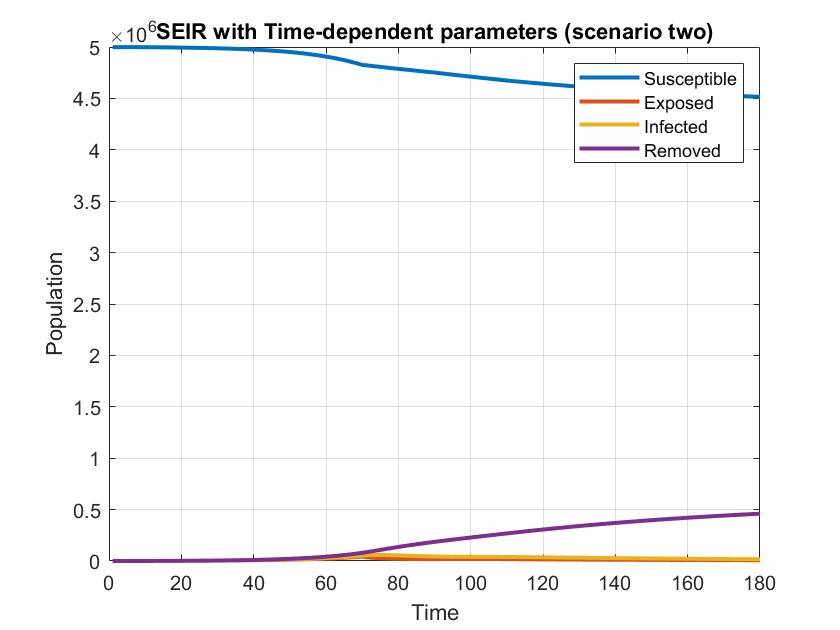 ×10^6
SEIR with Time-dependent parameters (scenario two)
5
4.5
4
3.5
3
2.5
2
1.5
1
0.5
0
Population
Susceptible
Exposed
Infected
Removed
0 20 40 60 80 100 120 140 160 180
Time